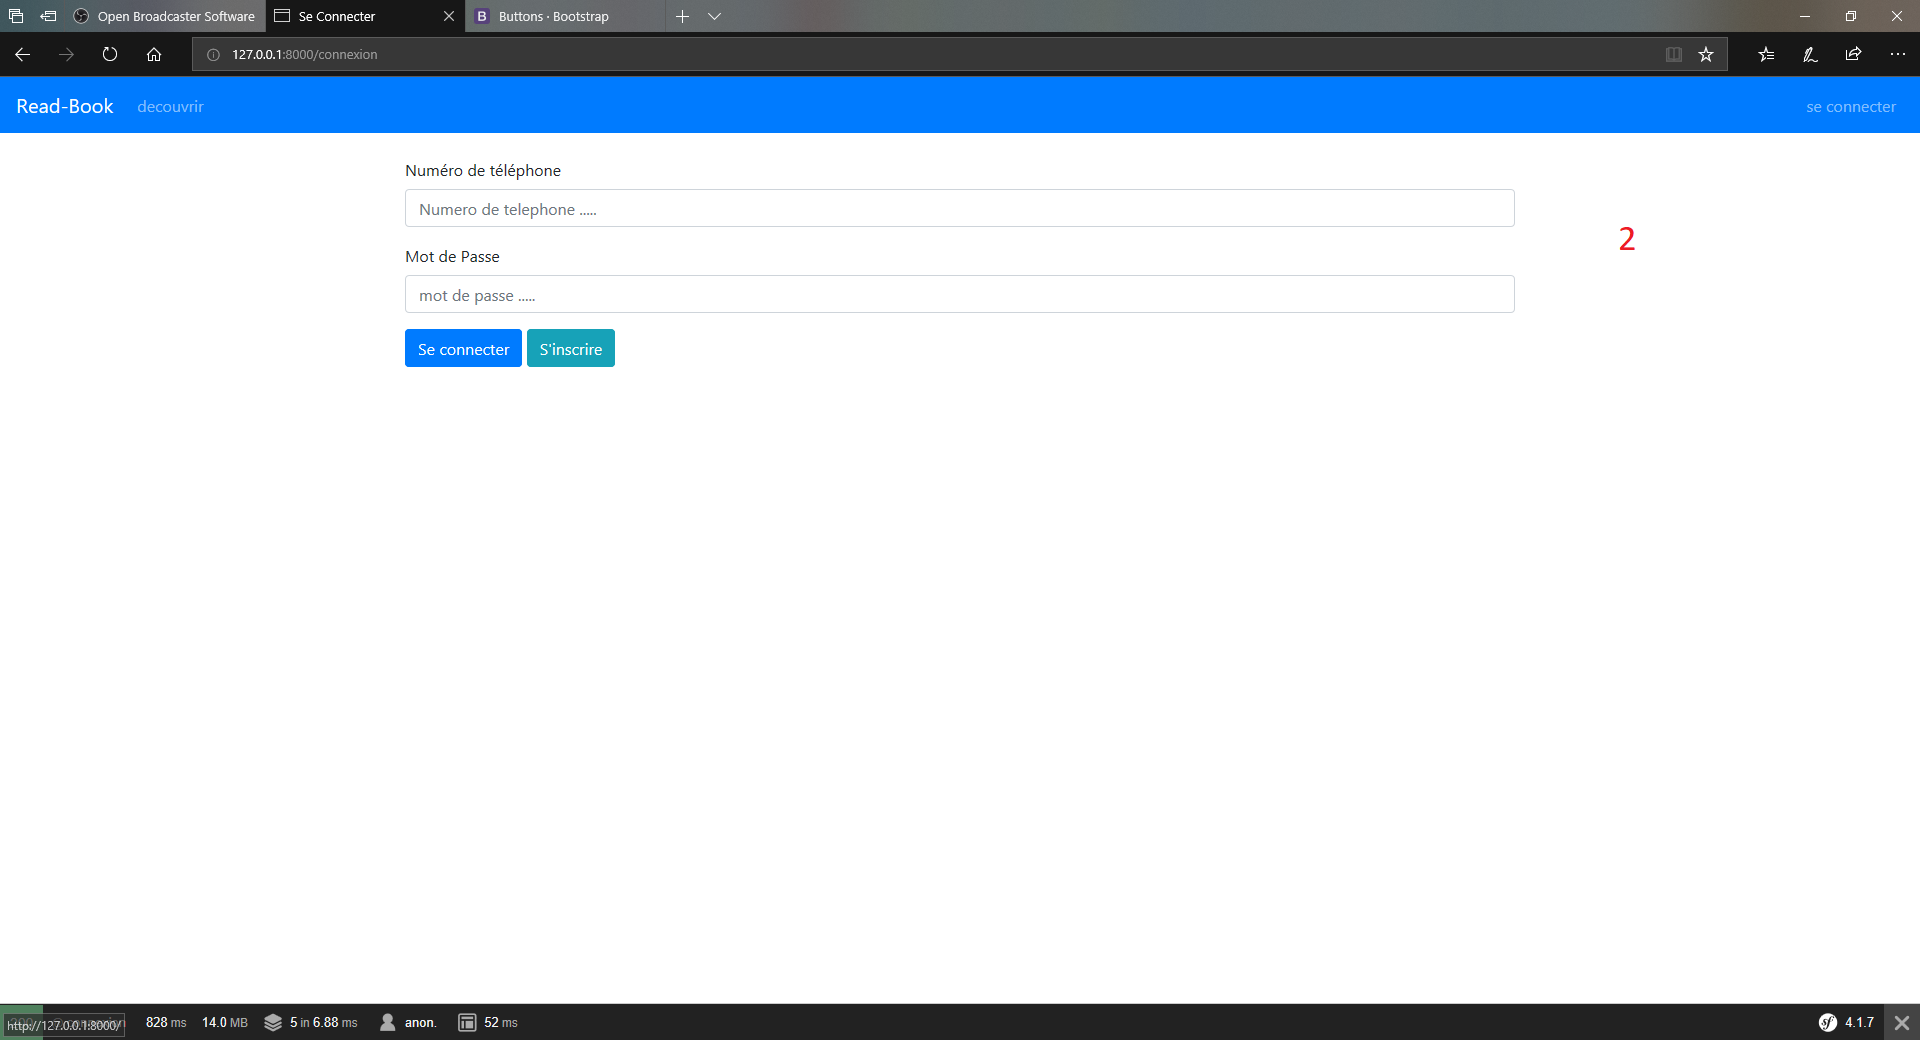 Open Broadcaster Software
Se Connecter
B Buttons · Bootstrap
127.0.0.1:8000/connexion
Read-Book decouvrir se connecter
Numéro de téléphone
Numero de telephone .....
2
Mot de Passe
mot de passe .....
Se connecter S'inscrire
http://127.0.0.1:8000/ 828 ms 14.0 MB 5 in 6.88 ms anon. 52 ms sf 4.1.7